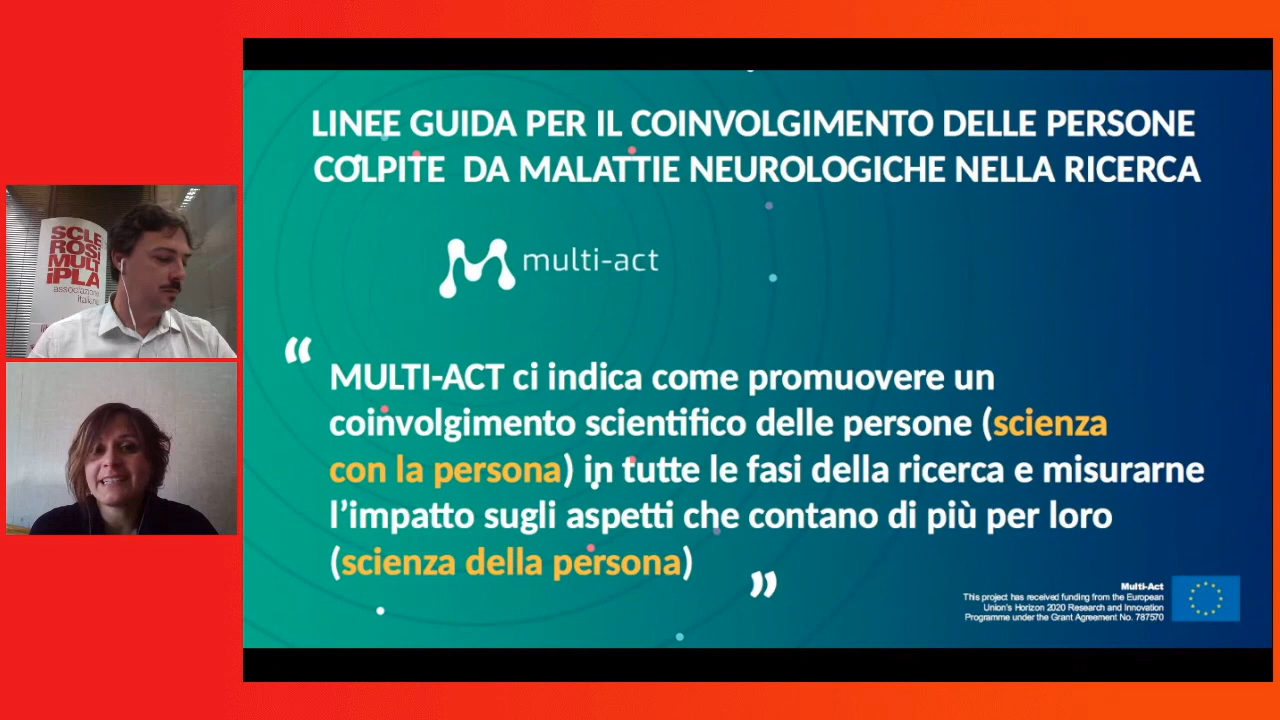 LINEE GUIDA PER IL COINVOLGIMENTO DELLE PERSONE
COLPITE DA MALATTIE NEUROLOGICHE NELLA RICERCA
multi-act
“
MULTI-ACT ci indica come promuovere un
coinvolgimento scientifico delle persone (scienza
con la persona) in tutte le fasi della ricerca e misurarne
l’impatto sugli aspetti che contano di più per loro
(scienza della persona)
”
Multi-Act
This project has received funding from the European
Union's Horizon 2020 Research and Innovation
Programme under the Grant Agreement No. 787570
SCLE
ROSI
MULT
iPLA
associazione
italiana